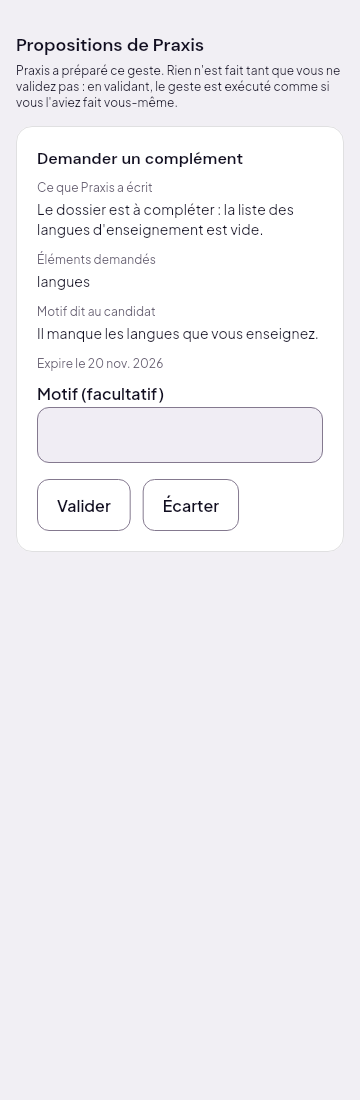 Propositions de Praxis
Praxis a préparé ce geste. Rien n'est fait tant que vous ne
validez pas : en validant, le geste est exécuté comme si
vous l'aviez fait vous-même.
Demander un complément
Ce que Praxis a écrit
Le dossier est à compléter : la liste des
langues d'enseignement est vide.
Éléments demandés
langues
Motif dit au candidat
Il manque les langues que vous enseignez.
Expire le 20 nov. 2026
Motif (facultatif)
Valider
Écarter